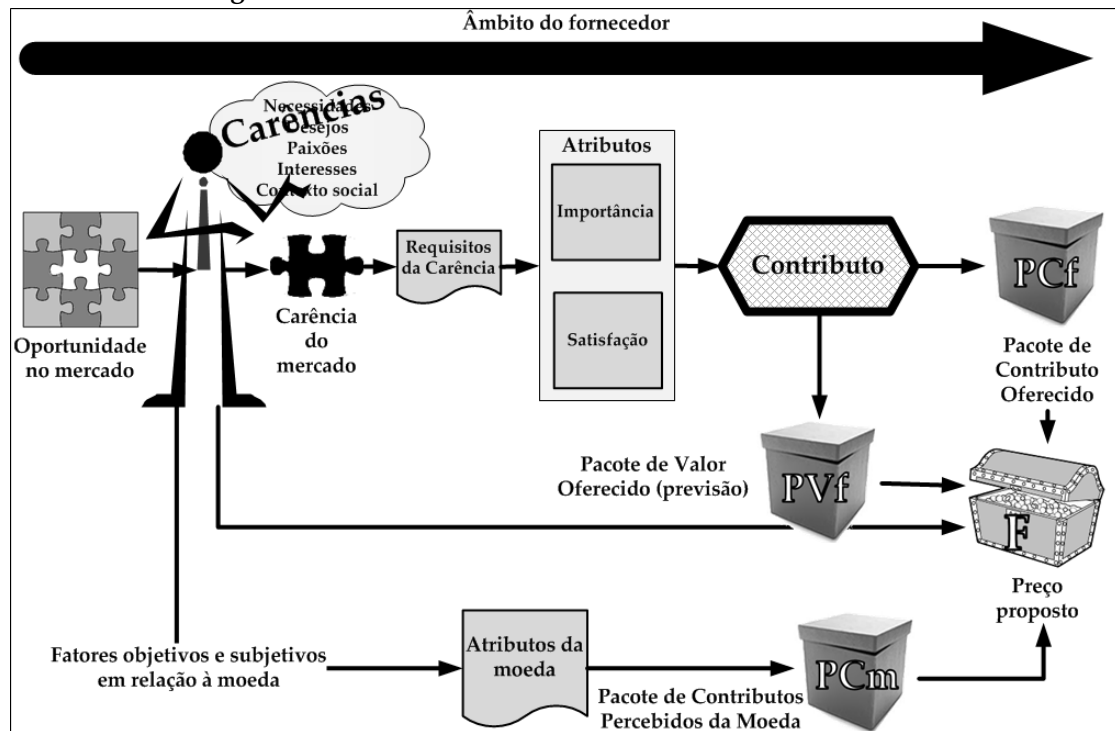 Âmbito do fornecedor
Carências
Necessidades
Desejos
Paixões
Interesses
Contexto social
Oportunidade
no mercado
Carência
do
mercado
Requisitos
da Carência
Atributos
Importância
Satisfação
Contributo
PCf
Pacote de
Contributo
Oferecido
Pacote de Valor
Oferecido (previsão)
PVf
F
Preço
proposto
Fatores objetivos e subjetivos
em relação à moeda
Atributos da
moeda
Pacote de Contributos
Percebidos da Moeda
PCm